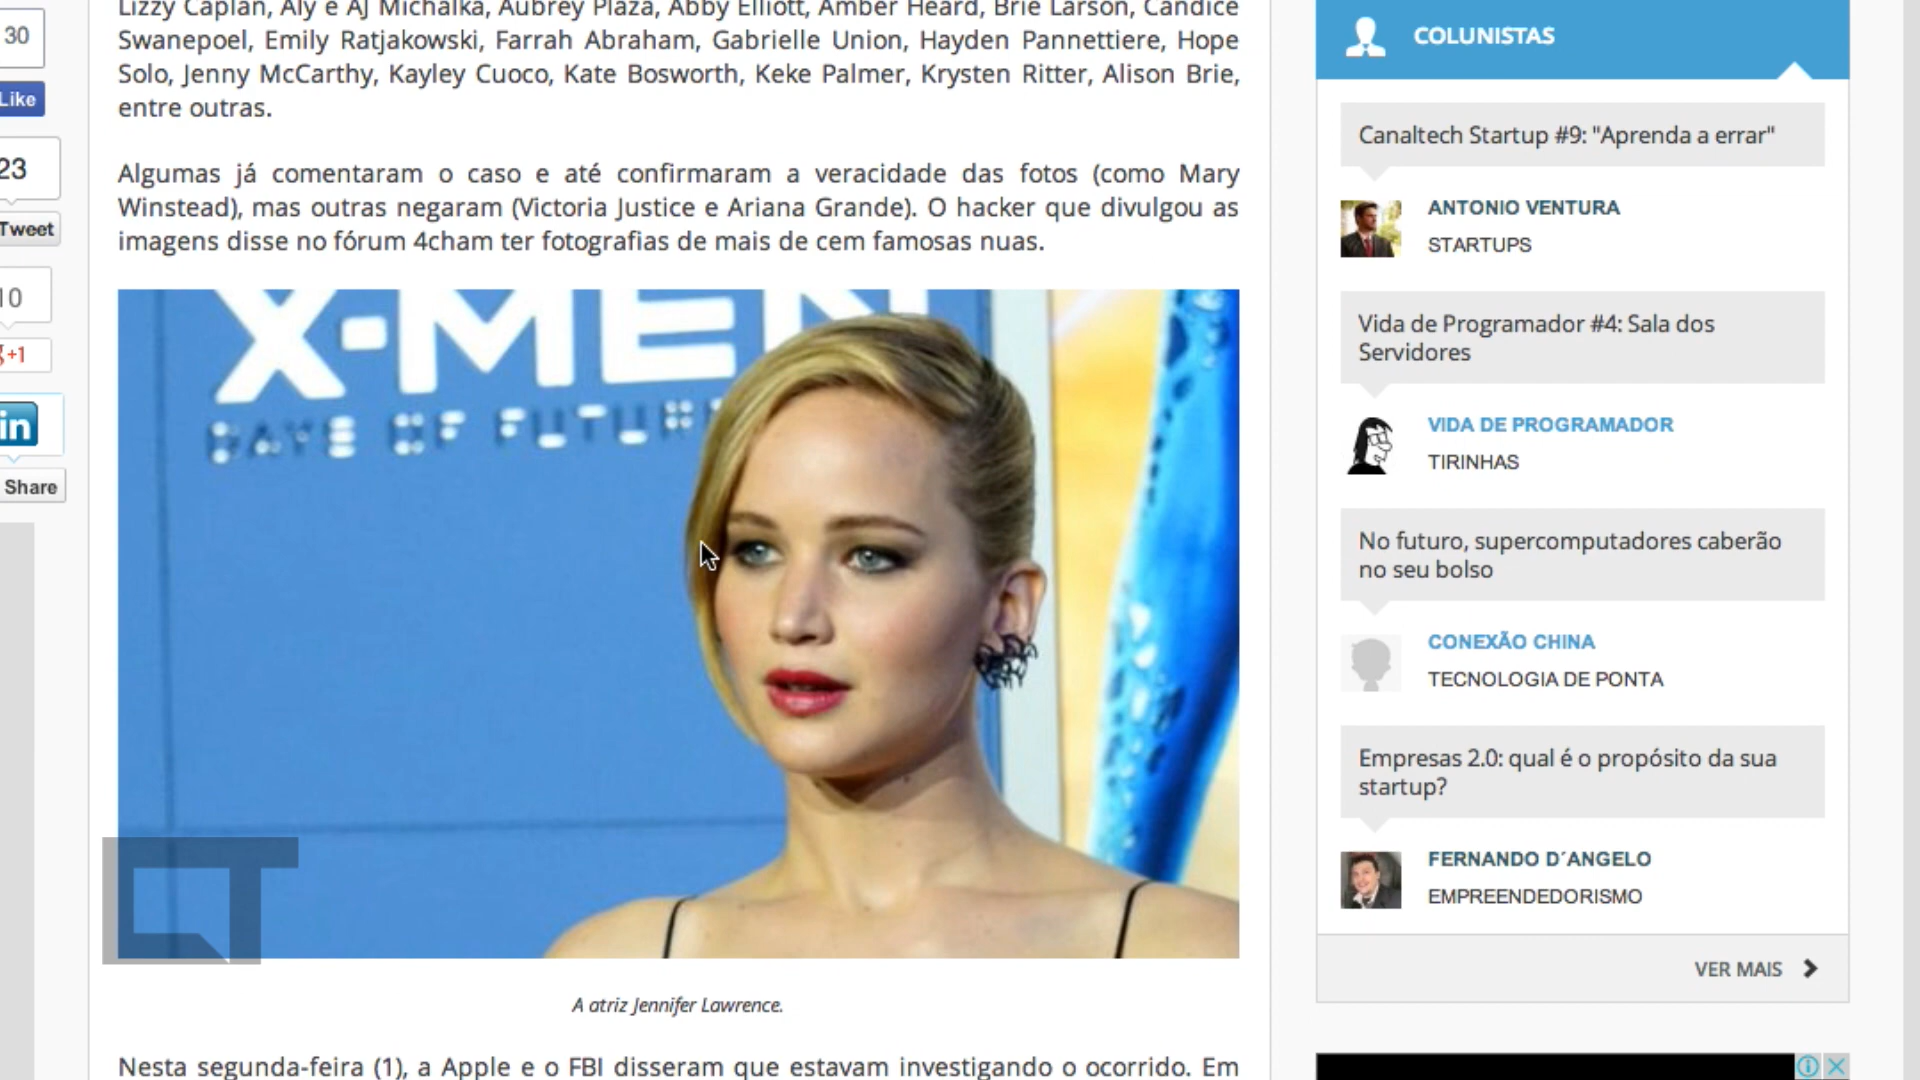 Lizzy Caplan, Aly e AJ Michalka, Aubrey Plaza, Abby Elliott, Amber Heard, Brie Larson, Candice
Swanepoel, Emily Ratjakowski, Farrah Abraham, Gabrielle Union, Hayden Pannettiere, Hope
Solo, Jenny McCarthy, Kayley Cuoco, Kate Bosworth, Keke Palmer, Krysten Ritter, Alison Brie,
entre outras.
Algumas já comentaram o caso e até confirmaram a veracidade das fotos (como Mary
Winstead), mas outras negaram (Victoria Justice e Ariana Grande). O hacker que divulgou as
imagens disse no fórum 4cham ter fotografias de mais de cem famosas nuas.
X-MEN
DAYS OF FUTUR
A atriz Jennifer Lawrence.
Nesta segunda-feira (1), a Apple e o FBI disseram que estavam investigando o ocorrido. Em
30
Like
23
Tweet
10
+1
in
Share
COLUNISTAS
Canaltech Startup #9: "Aprenda a errar"
ANTONIO VENTURA
STARTUPS
Vida de Programador #4: Sala dos
Servidores
VIDA DE PROGRAMADOR
TIRINHAS
No futuro, supercomputadores caberão
no seu bolso
CONEXÃO CHINA
TECNOLOGIA DE PONTA
Empresas 2.0: qual é o propósito da sua
startup?
FERNANDO D´ANGELO
EMPREENDEDORISMO
VER MAIS